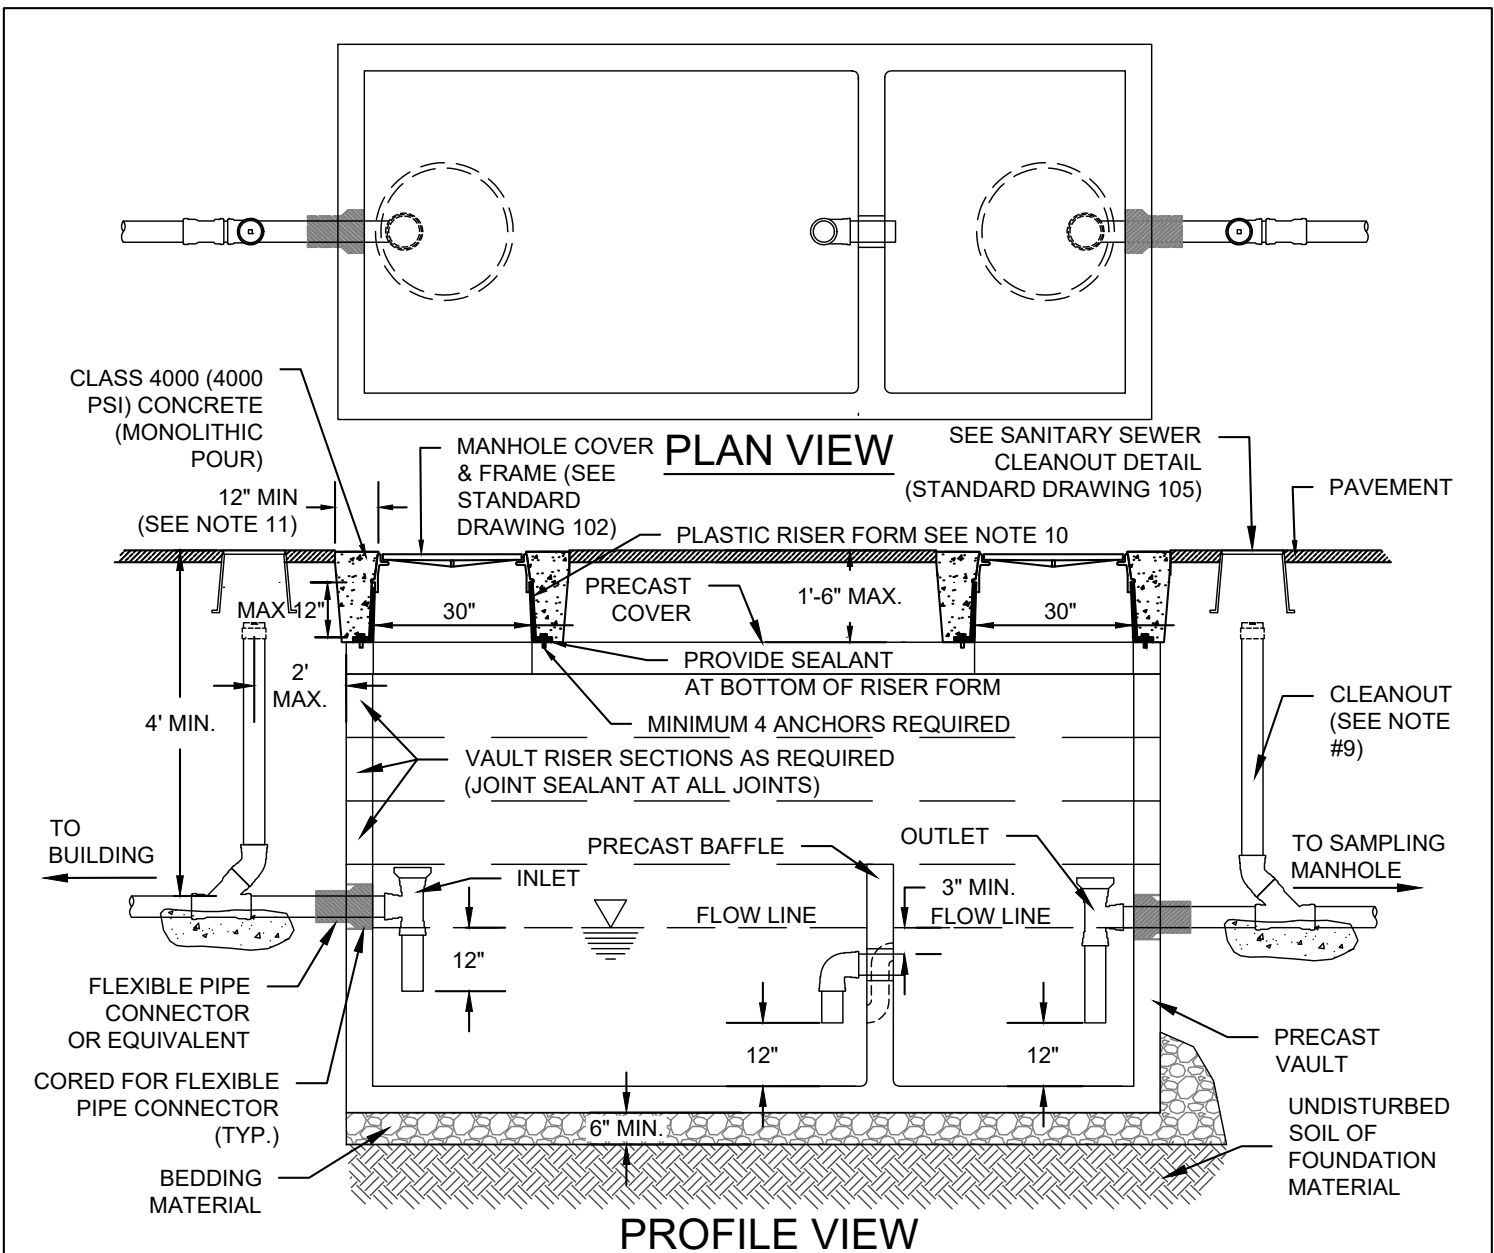 CLASS 4000 (4000
PSI) CONCRETE
(MONOLITHIC
POUR)
12" MIN
(SEE NOTE 11)
MANHOLE COVER
& FRAME (SEE
STANDARD
DRAWING 102)
PLAN VIEW
SEE SANITARY SEWER
CLEANOUT DETAIL
(STANDARD DRAWING 105)
PAVEMENT
PLASTIC RISER FORM SEE NOTE 10
PRECAST
COVER
1'-6" MAX.
MAX 12"
30"
30"
PROVIDE SEALANT
AT BOTTOM OF RISER FORM
2'
MAX.
4' MIN.
MINIMUM 4 ANCHORS REQUIRED
CLEANOUT
(SEE NOTE
#9)
VAULT RISER SECTIONS AS REQUIRED
(JOINT SEALANT AT ALL JOINTS)
TO
BUILDING
PRECAST BAFFLE
OUTLET
TO SAMPLING
MANHOLE
INLET
3" MIN.
FLOW LINE
FLOW LINE
12"
FLEXIBLE PIPE
CONNECTOR
OR EQUIVALENT
12"
12"
PRECAST
VAULT
CORED FOR FLEXIBLE
PIPE CONNECTOR
(TYP.)
6" MIN.
UNDISTURBED
SOIL OF
FOUNDATION
MATERIAL
BEDDING
MATERIAL
PROFILE VIEW